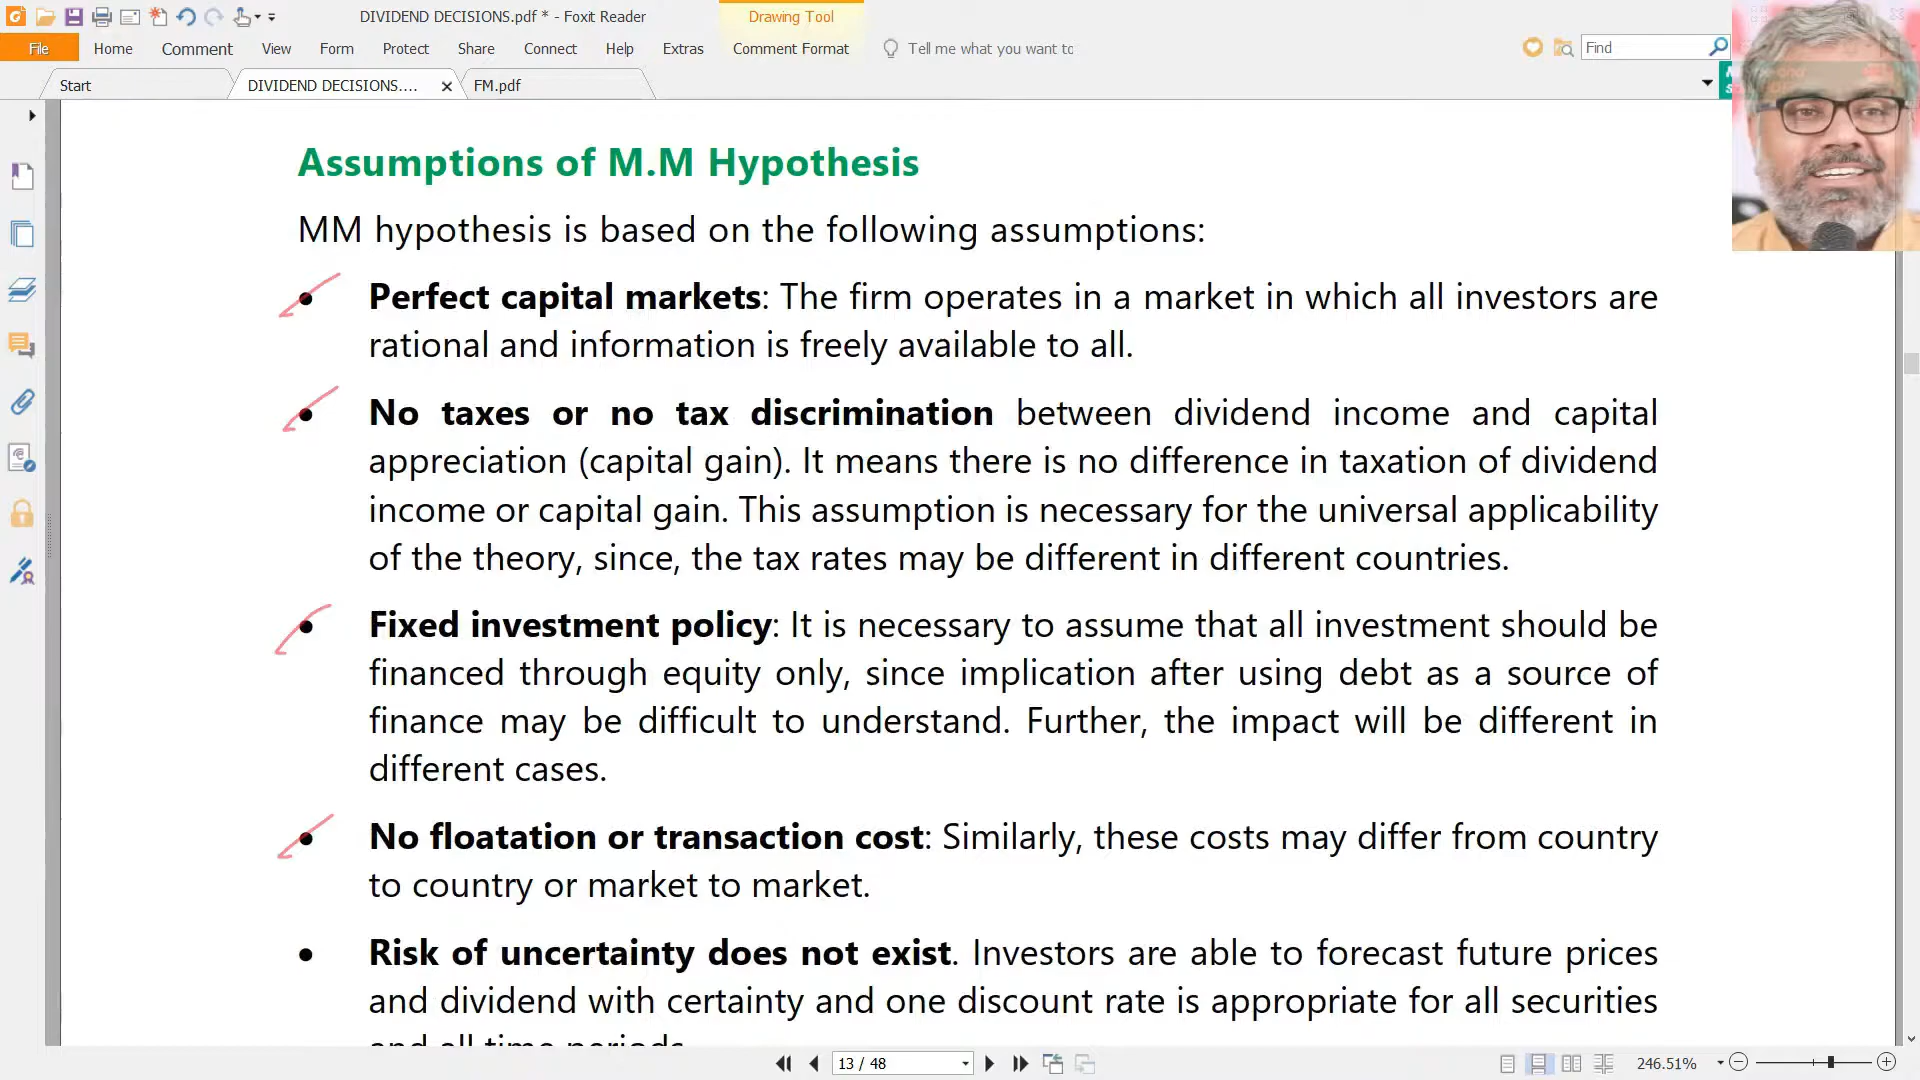 DIVIDEND DECISIONS.pdf * - Foxit Reader
Drawing Tool
File Home Comment View Form Protect Share Connect Help Extras Comment Format Tell me what you want to
Find
Start DIVIDEND DECISIONS.... FM.pdf
Assumptions of M.M Hypothesis
MM hypothesis is based on the following assumptions:
• Perfect capital markets: The firm operates in a market in which all investors are
rational and information is freely available to all.
• No taxes or no tax discrimination between dividend income and capital
appreciation (capital gain). It means there is no difference in taxation of dividend
income or capital gain. This assumption is necessary for the universal applicability
of the theory, since, the tax rates may be different in different countries.
• Fixed investment policy: It is necessary to assume that all investment should be
financed through equity only, since implication after using debt as a source of
finance may be difficult to understand. Further, the impact will be different in
different cases.
• No floatation or transaction cost: Similarly, these costs may differ from country
to country or market to market.
• Risk of uncertainty does not exist. Investors are able to forecast future prices
and dividend with certainty and one discount rate is appropriate for all securities
and all time periods.
13 / 48
246.51%